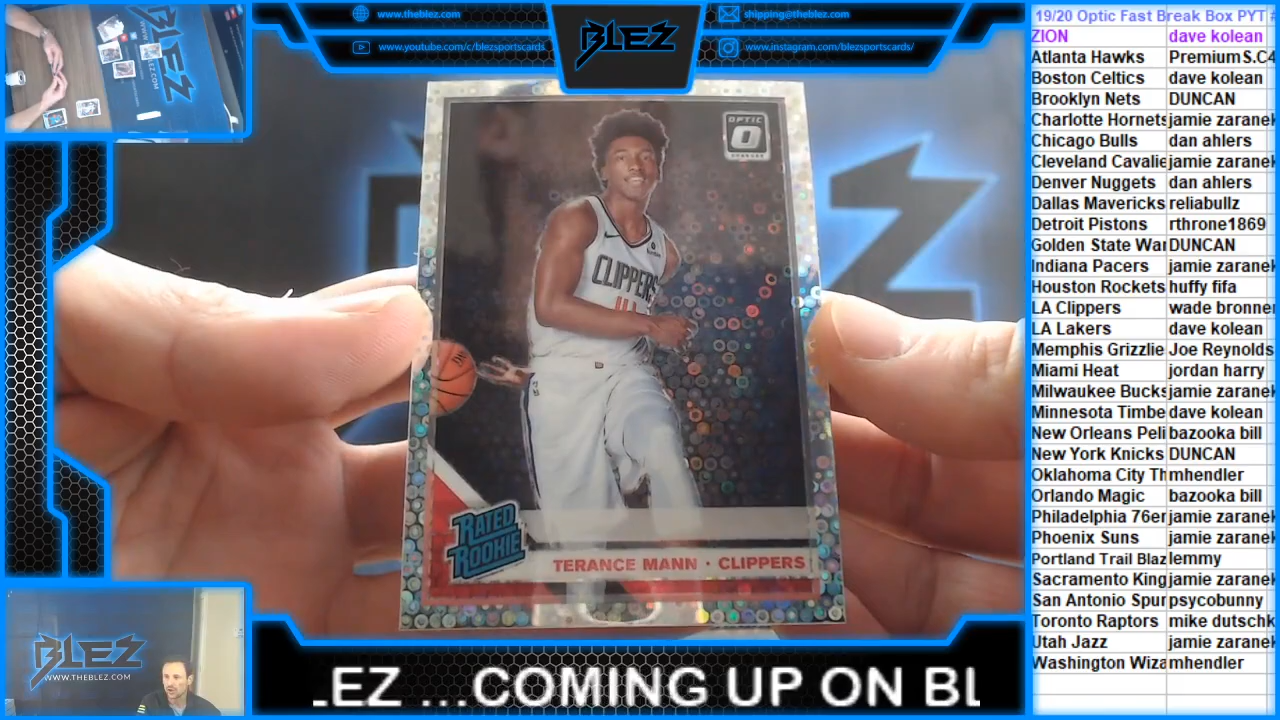 www.theblez.com
www.youtube.com/c/blezsportscards
BLEZ
shipping@theblez.com
www.instagram.com/blezsportscards/
OPTIC
CLIPPERS
RATED
ROOKIE
TERANCE MANN · CLIPPERS
BLEZ
WWW.THEBLEZ.COM
LEZ ...COMING UP ON BL
19/20 Optic Fast Break Box PYT #
ZION dave kolean
Atlanta Hawks PremiumS.C4
Boston Celtics dave kolean
Brooklyn Nets DUNCAN
Charlotte Hornets jamie zaranek
Chicago Bulls dan ahlers
Cleveland Cavalie jamie zaranek
Denver Nuggets dan ahlers
Dallas Mavericks reliabullz
Detroit Pistons rthrone1869
Golden State War DUNCAN
Indiana Pacers jamie zaranek
Houston Rockets huffy fifa
LA Clippers wade bronner
LA Lakers dave kolean
Memphis Grizzlie Joe Reynolds
Miami Heat jordan harry
Milwaukee Bucks jamie zaranek
Minnesota Timbe dave kolean
New Orleans Peli bazooka bill
New York Knicks DUNCAN
Oklahoma City Th mhendler
Orlando Magic bazooka bill
Philadelphia 76er jamie zaranek
Phoenix Suns jamie zaranek
Portland Trail Blaz lemmy
Sacramento King jamie zaranek
San Antonio Spur psycobunny
Toronto Raptors mike dutschk
Utah Jazz jamie zaranek
Washington Wiza mhendler